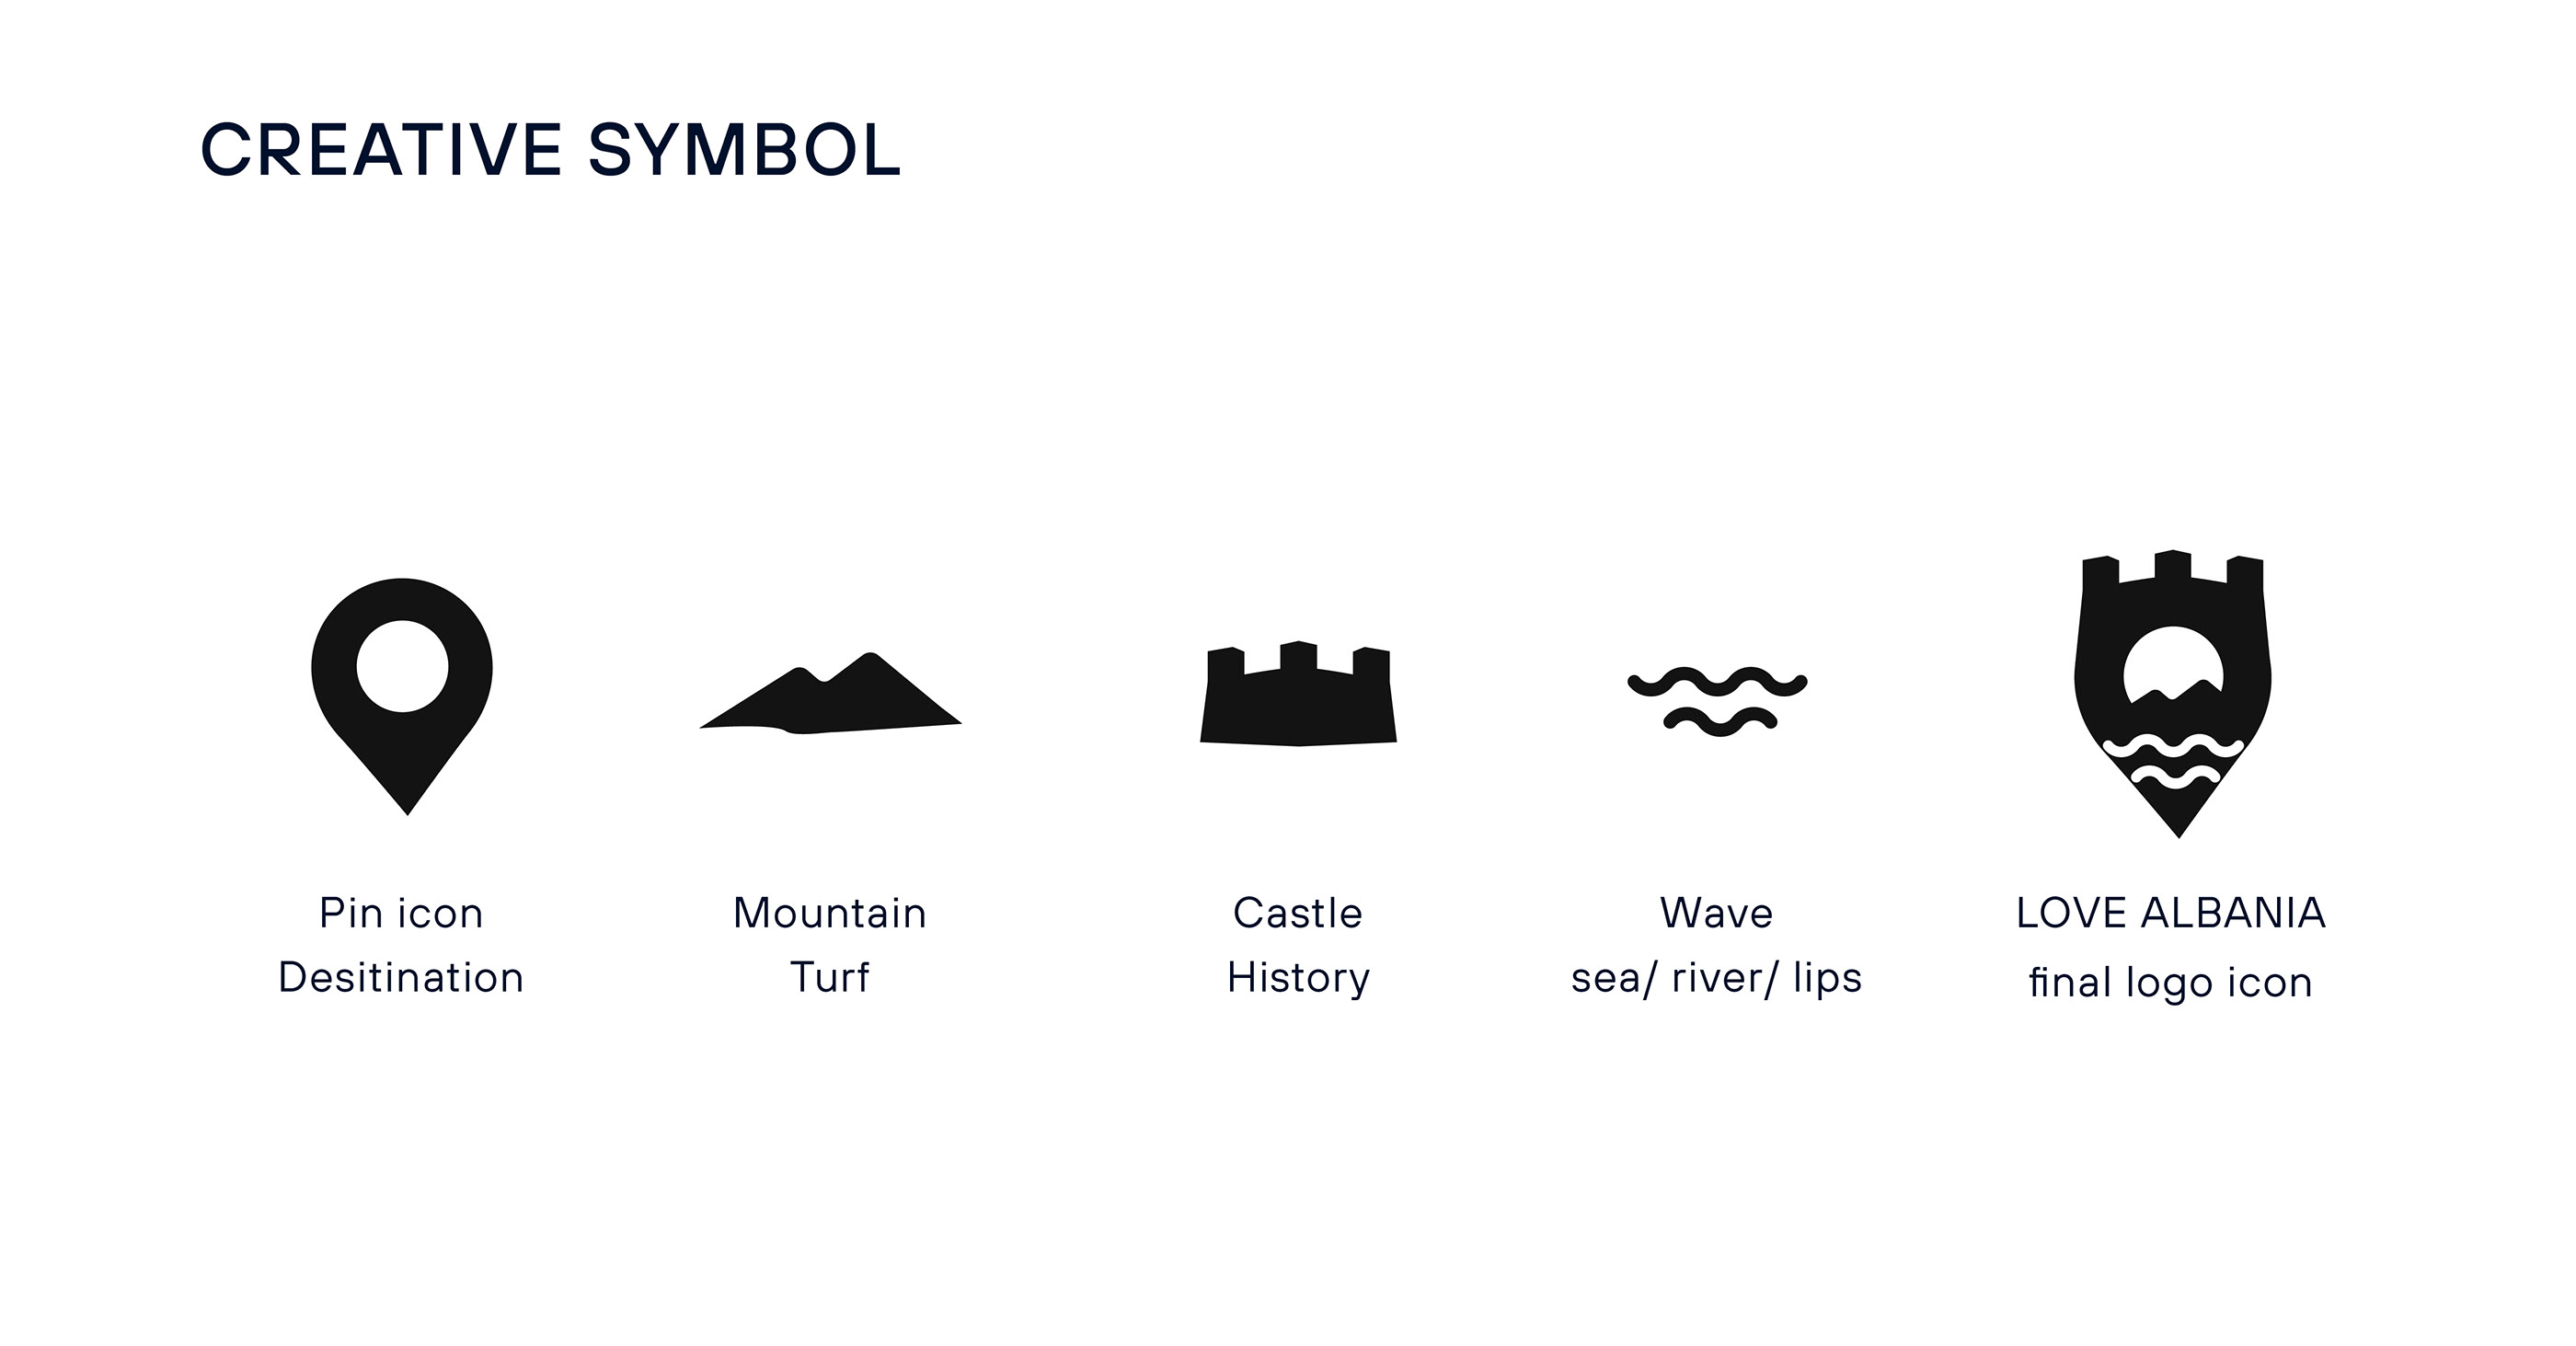 CREATIVE SYMBOL
Pin icon
Desitination
Mountain
Turf
Castle
History
Wave
sea/ river/ lips
LOVE ALBANIA
final logo icon